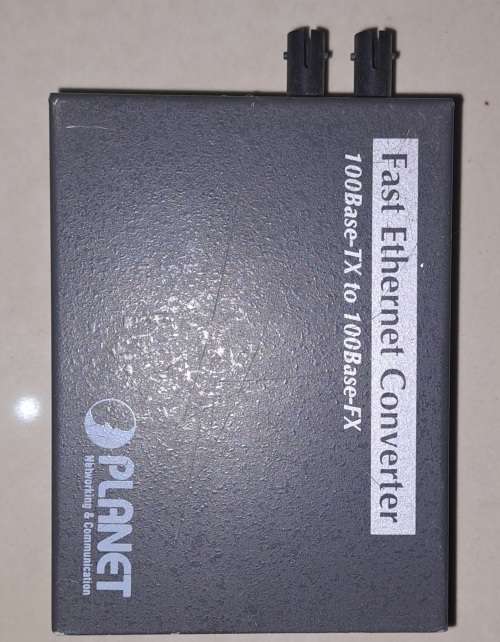 Fast Ethernet Converter
100Base-TX to 100Base-FX
PLANET
Networking & Communication